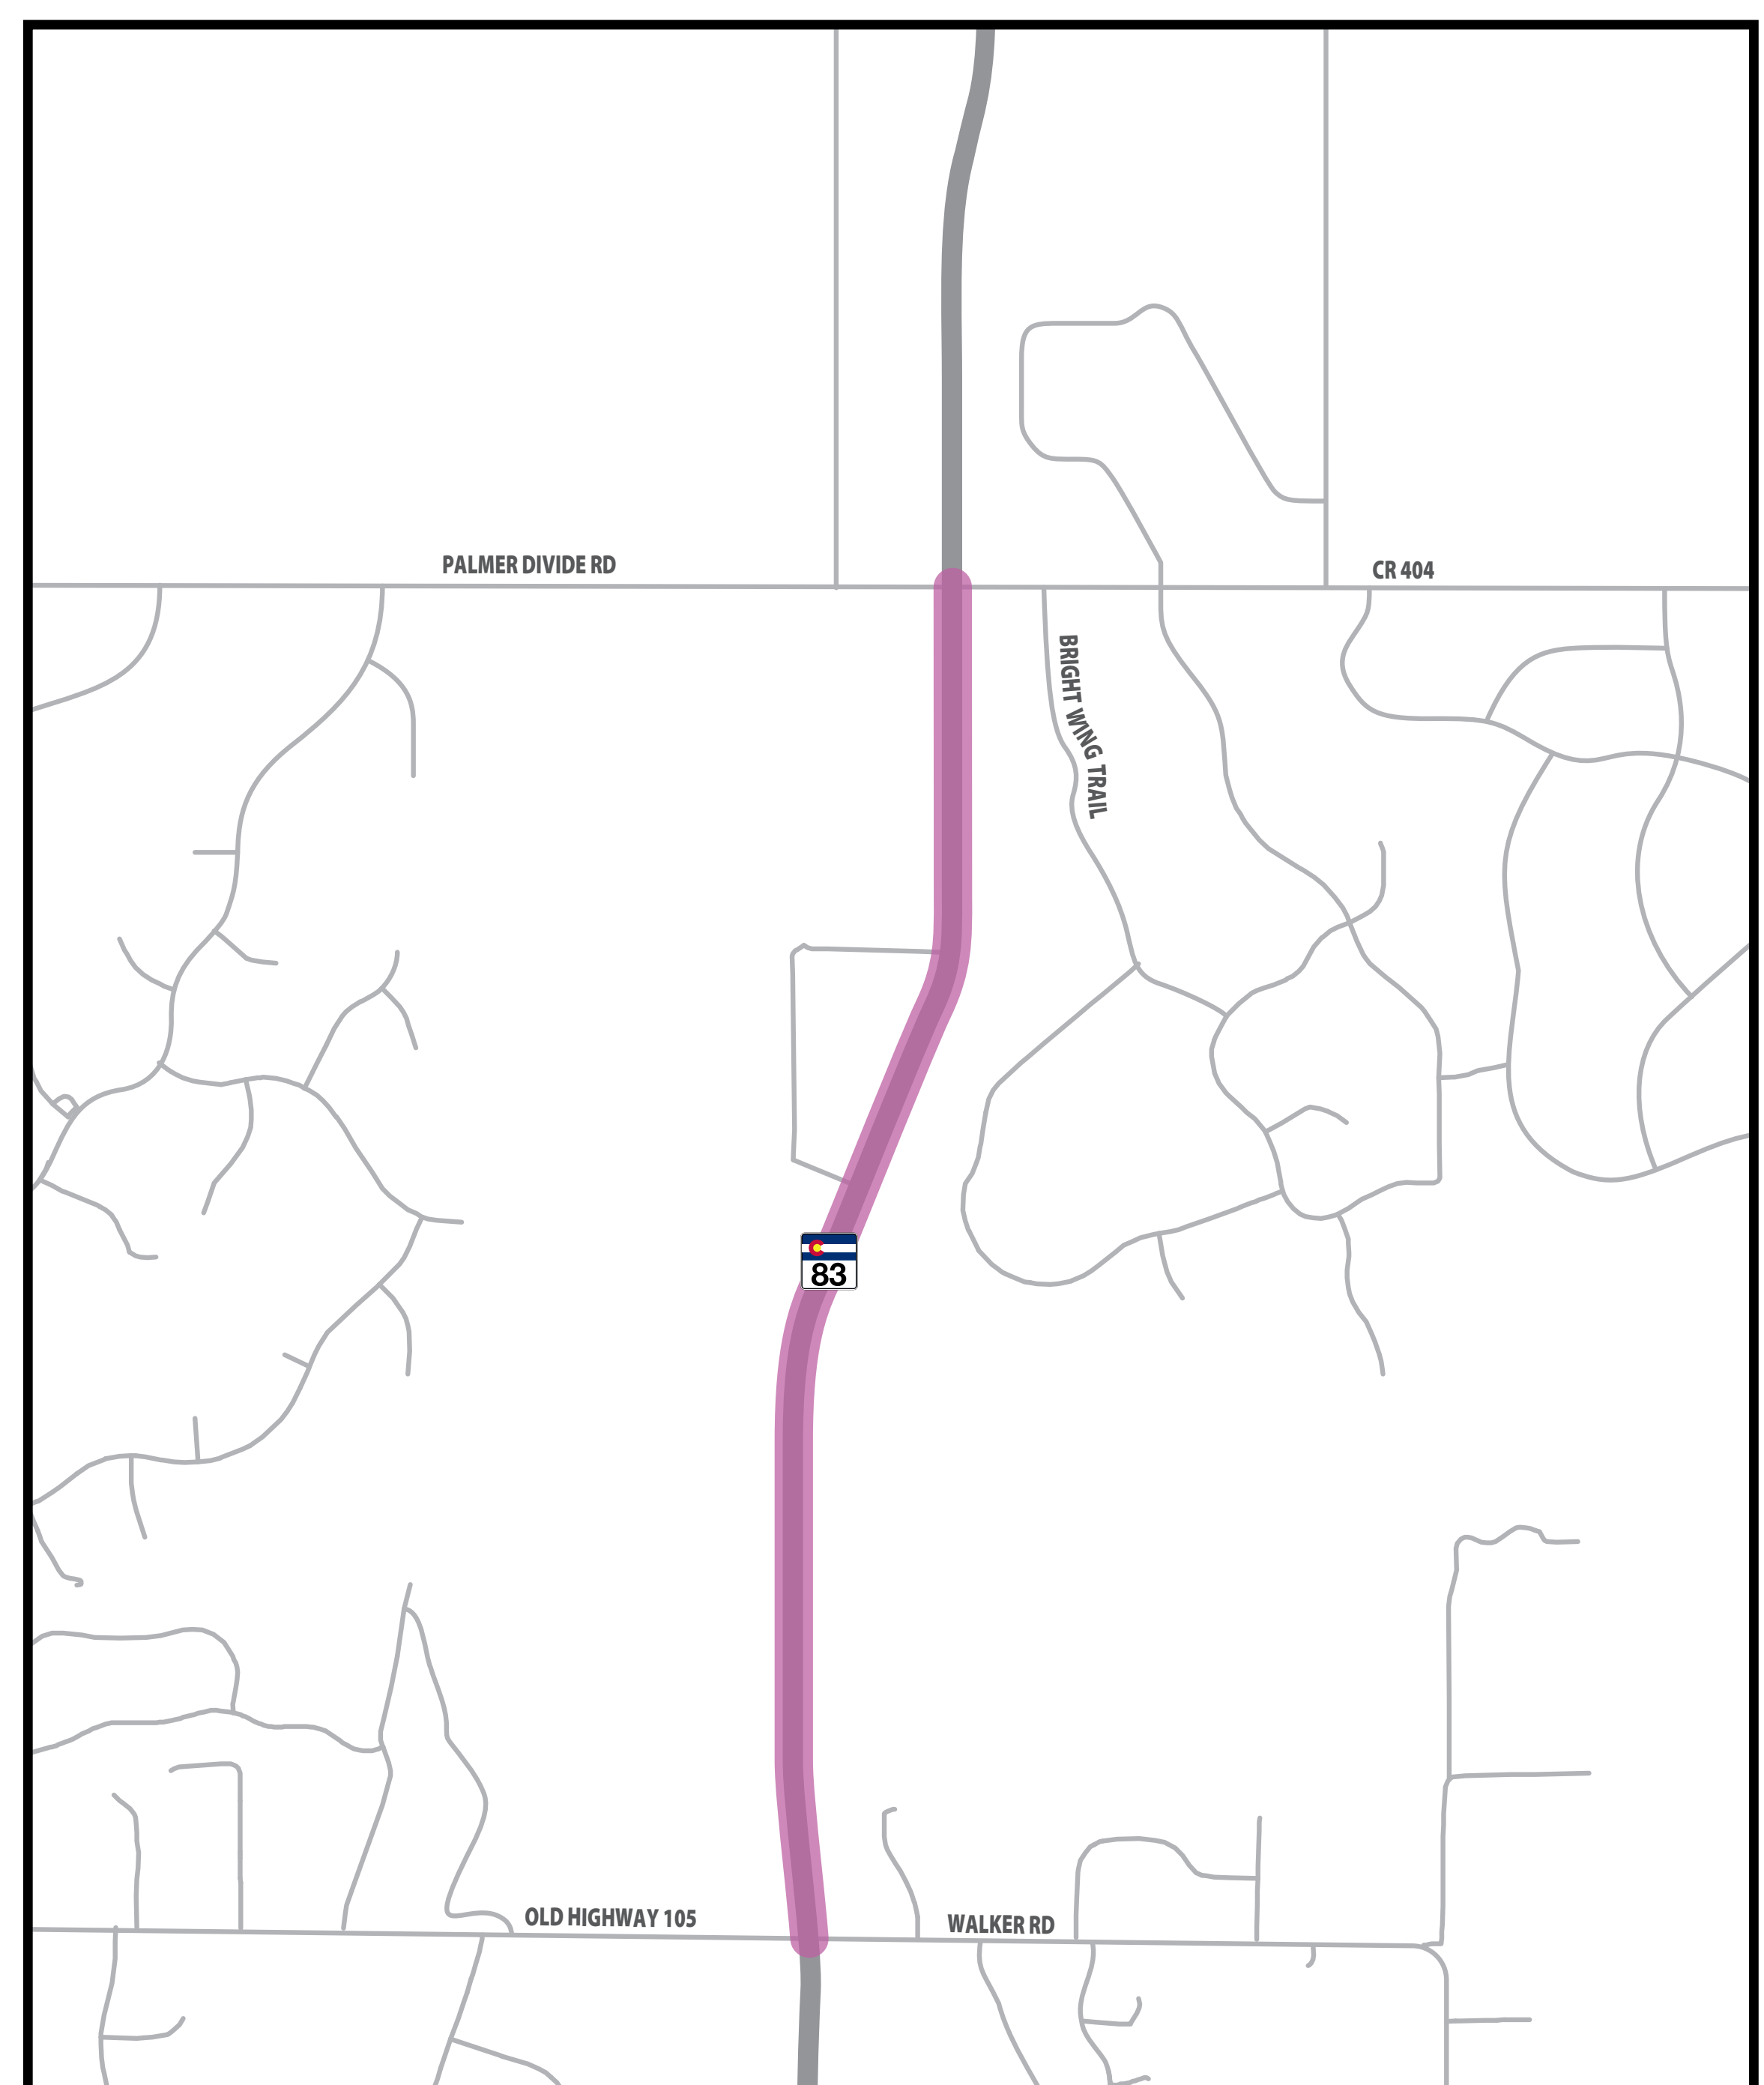 PALMER DIVIDE RD
CR 404
BRIGHT WING TRAIL
83
OLD HIGHWAY 105
WALKER RD